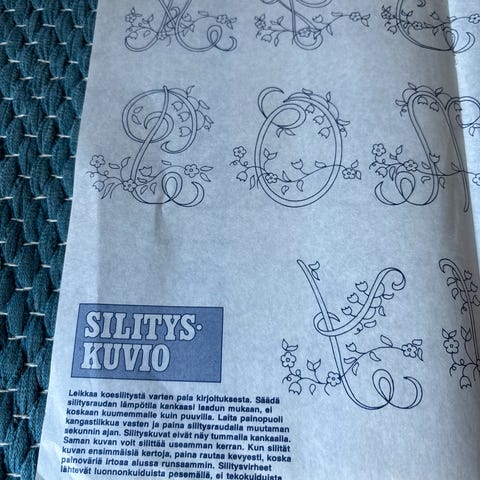 SILITYS-
KUVIO
Leikkaa koesilitystä varten pala kirjoituksesta. Säädä
silitysraudan lämpötila kankaasi laadun mukaan, ei
koskaan kuumemmalle kuin puuvilla. Laita painopuoli
kangastilkkua vasten ja paina silitysraudalla muutaman
sekunnin ajan. Silityskuvat eivät näy tummalla kankaalla.
Saman kuvan voit silittää useamman kerran. Kun silität
kuvan ensimmäisiä kertoja, paina rautaa kevyesti, koska
painoväriä irtoaa alussa runsaammin. Silitysvirheet
lähtevät luonnonkuiduista pesemällä, ei tekokuiduista